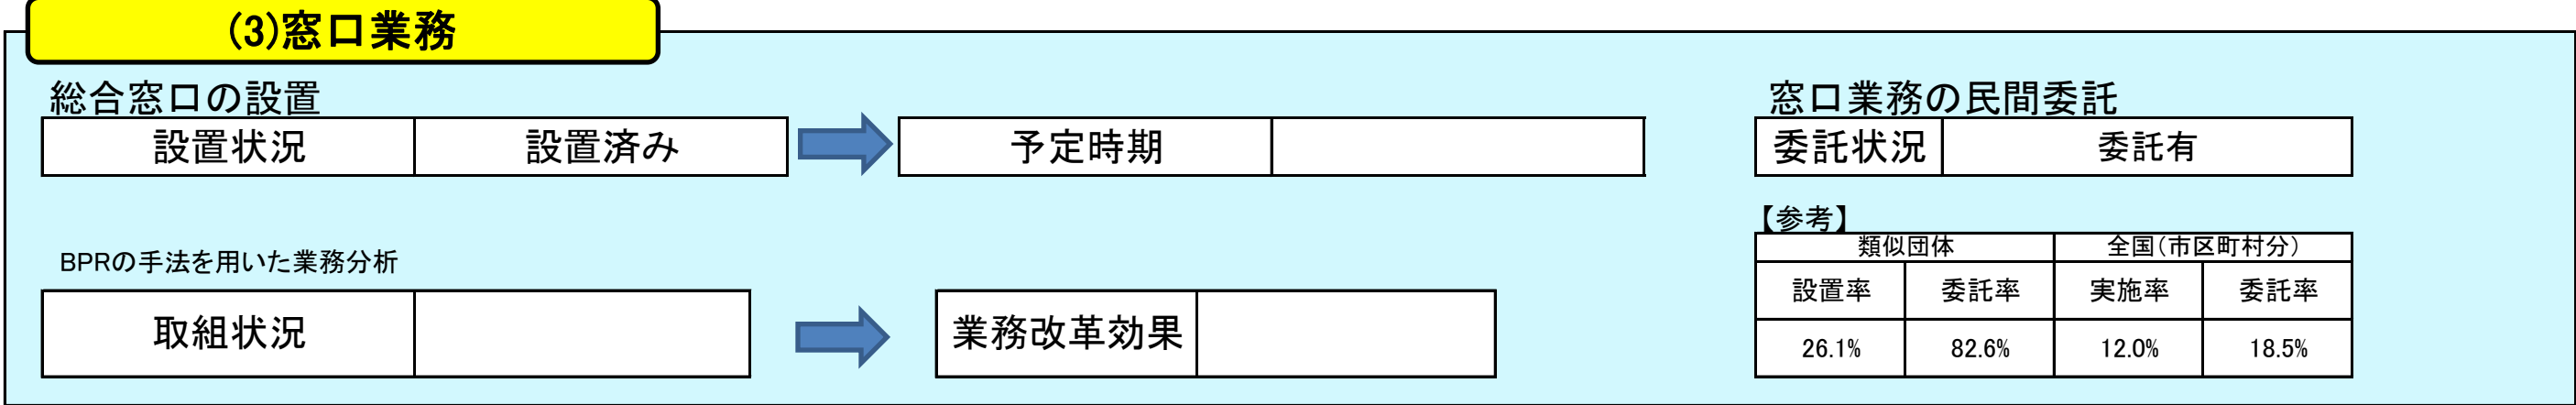 (3)窓口業務
総合窓口の設置
設置状況 設置済み 予定時期
窓口業務の民間委託
委託状況 委託有
BPRの手法を用いた業務分析
取組状況 業務改革効果
【参考】
類似団体 全国(市区町村分)
設置率 委託率 実施率 委託率
26.1% 82.6% 12.0% 18.5%